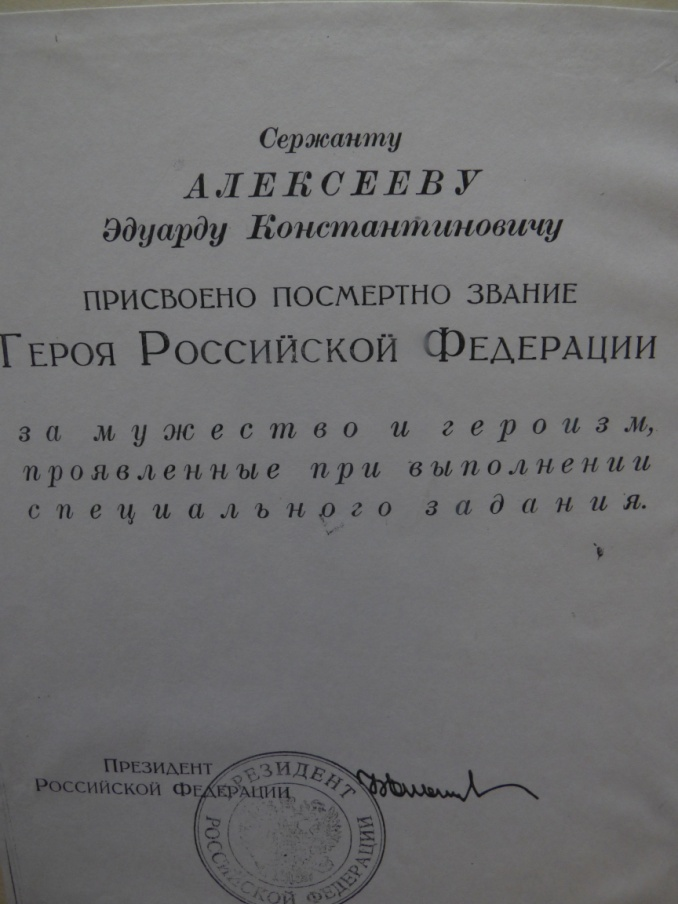 Сержанту
АЛЕКСЕЕВУ
Эдуарду Константиновичу
ПРИСВОЕНО ПОСМЕРТНО ЗВАНИЕ
ГЕРОЯ РОССИЙСКОЙ ФЕДЕРАЦИИ
за мужество и героизм,
проявленные при выполнении
специального задания.
ПРЕЗИДЕНТ
РОССИЙСКОЙ ФЕДЕРАЦИИ
ПРЕЗИДЕНТ
РОССИЙСКОЙ ФЕДЕРАЦИИ